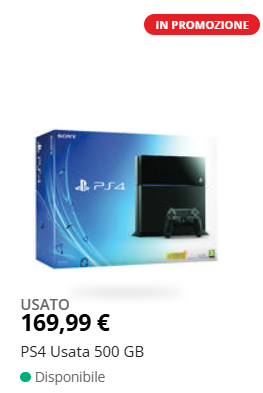 IN PROMOZIONE
SONY
PS4
USATO
169,99 €
PS4 Usata 500 GB
Disponibile